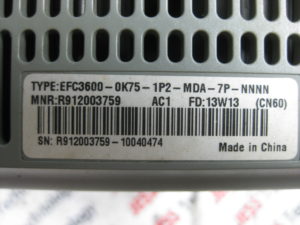 TYPE:EFC3600-0K75-1P2-MDA-7P-NNNN
MNR:R912003759 AC1 FD:13W13 (CN60)
SN: R912003759-10040474 Made in China